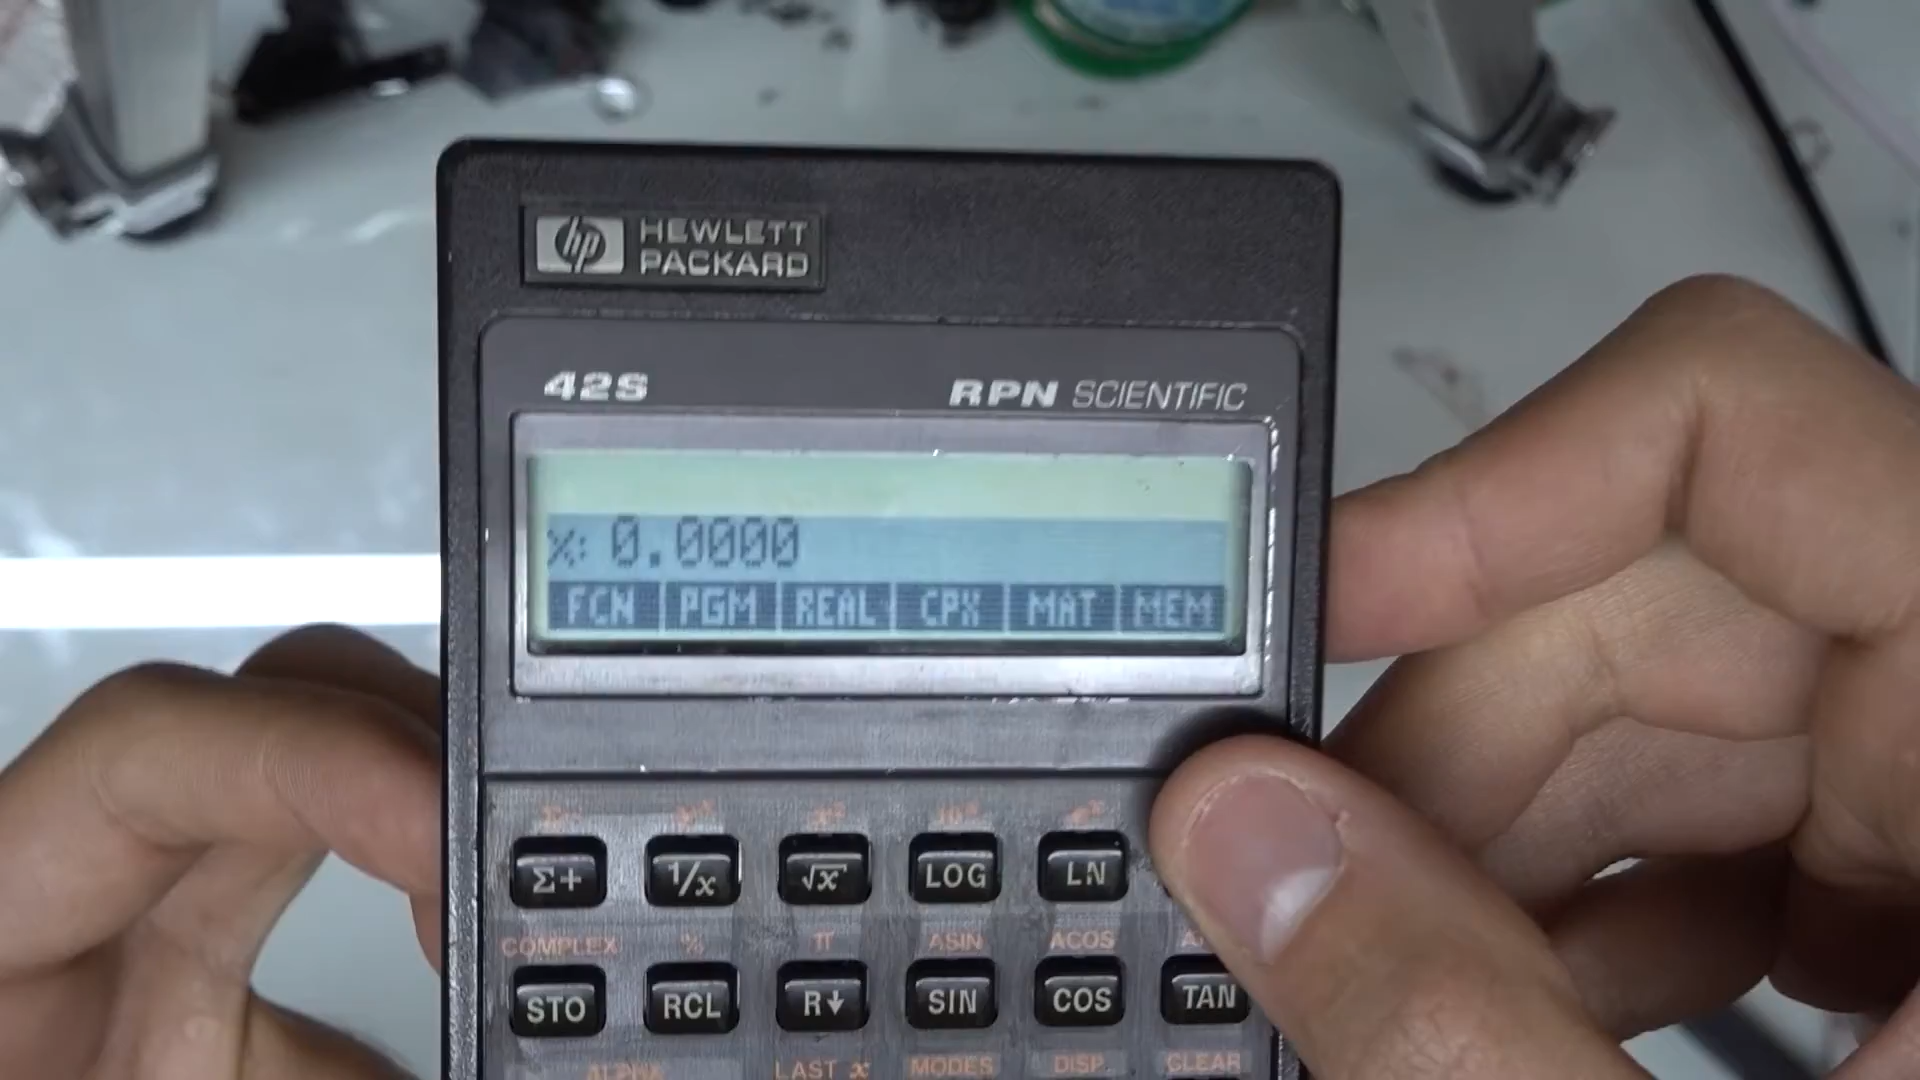 hp HEWLETT
PACKARD
42S RPN SCIENTIFIC
x: 0.0000
FCN PGM REAL CPX MAT MEM
Σ+ 1/x √x LOG LN
COMPLEX % π ASIN ACOS
STO RCL R↓ SIN COS TAN
ALPHA LAST x MODES DISP CLEAR